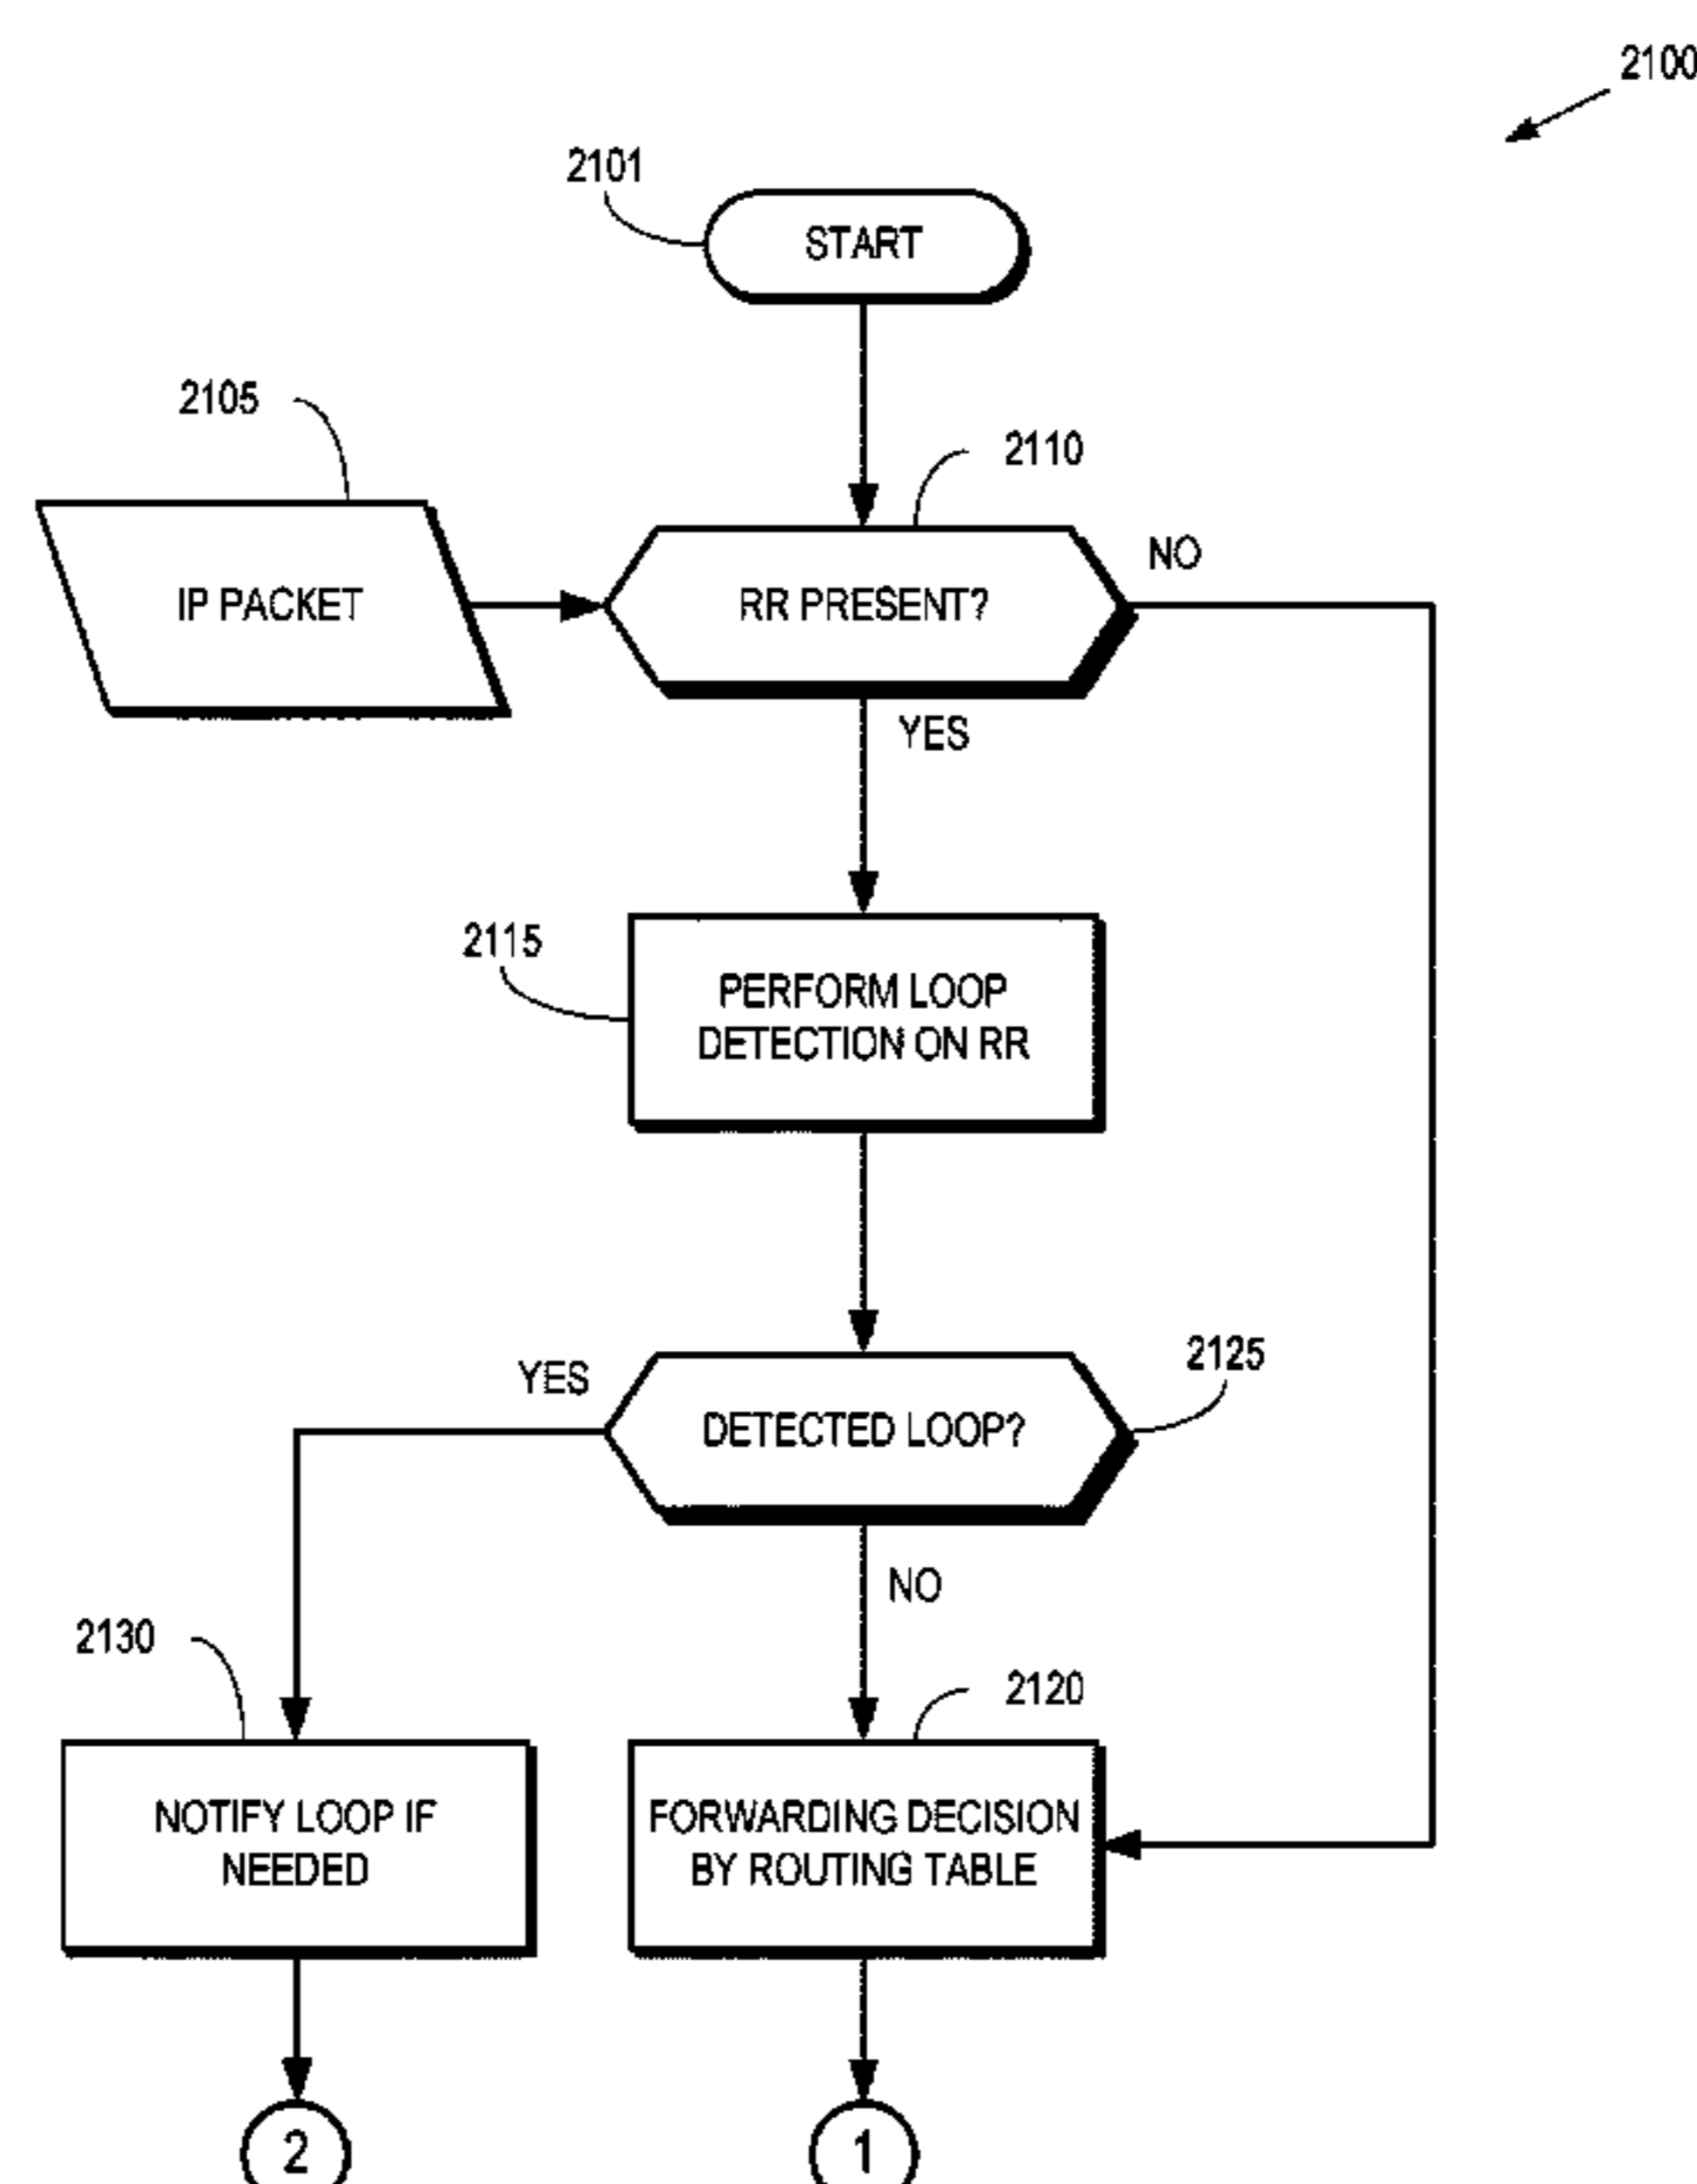 2100
2101
START
2105
2110
NO
IP PACKET
RR PRESENT?
YES
2115
PERFORM LOOP
DETECTION ON RR
2125
YES
DETECTED LOOP?
NO
2130
2120
NOTIFY LOOP IF
NEEDED
FORWARDING DECISION
BY ROUTING TABLE
2
1